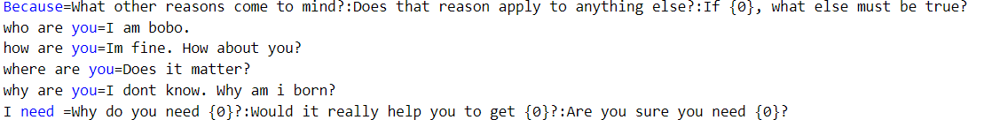 Because=What other reasons come to mind?:Does that reason apply to anything else?:If {0}, what else must be true?
who are you=I am bobo.
how are you=Im fine. How about you?
where are you=Does it matter?
why are you=I dont know. Why am i born?
I need =Why do you need {0}?:Would it really help you to get {0}?:Are you sure you need {0}?